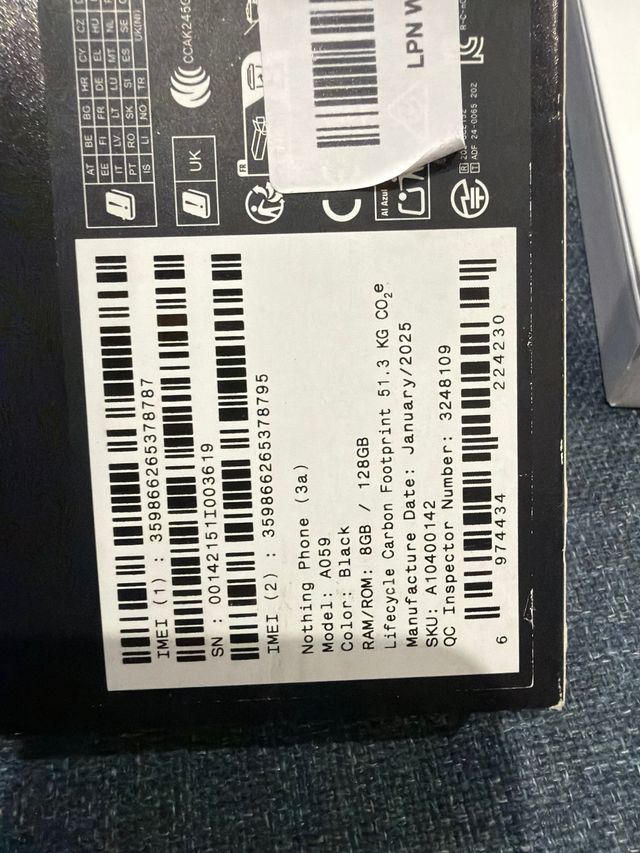 AT BE BG HR CY CZ
EE FI FR DE EL HU
IT LV LT LU MT NL
PT RO SK SI ES SE
IS LI NO TR UK(NI)
UK
FR
LPN W
IMEI (1) : 359866265378787
SN : 00142151I003619
IMEI (2) : 359866265378795
Nothing Phone (3a)
Model: A059
Color: Black
RAM/ROM: 8GB / 128GB
Lifecycle Carbon Footprint 51.3 KG CO₂e
Manufacture Date: January/2025
SKU: A10400142
QC Inspector Number: 3248109
6 974434 224230